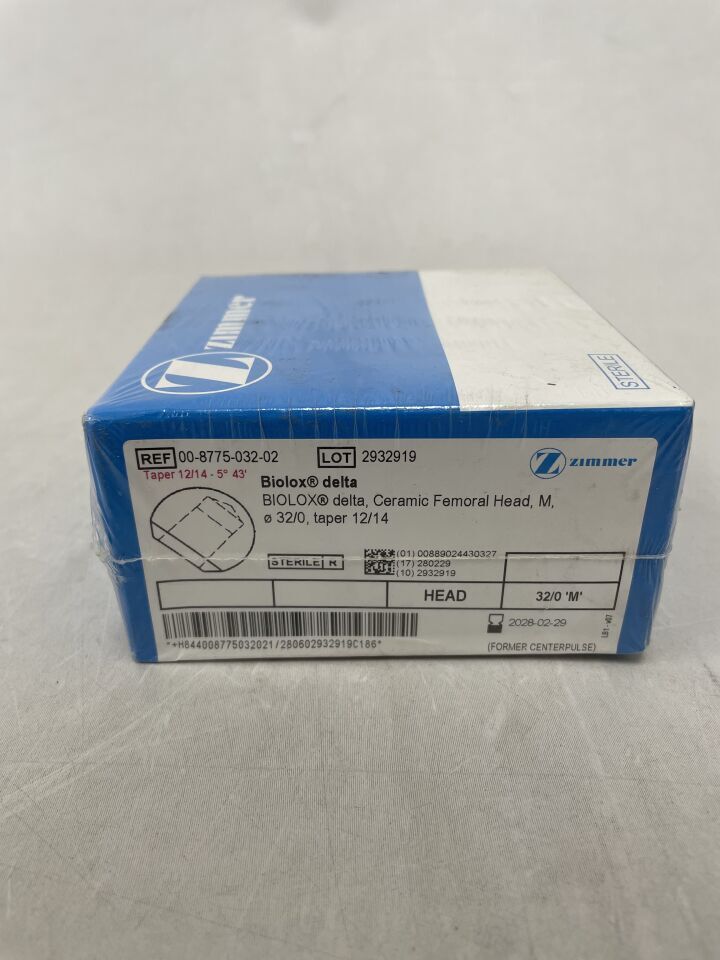 ZIMMER
STERILE
REF 00-8775-032-02 LOT 2932919
zimmer
Taper 12/14 - 5° 43'
Biolox® delta
BIOLOX® delta, Ceramic Femoral Head, M,
ø 32/0, taper 12/14
STERILE R
(01) 00889024430327
(17) 280229
(10) 2932919
HEAD 32/0 'M'
2028-02-29
*+H844008775032021/280602932919C186*
(FORMER CENTERPULSE)